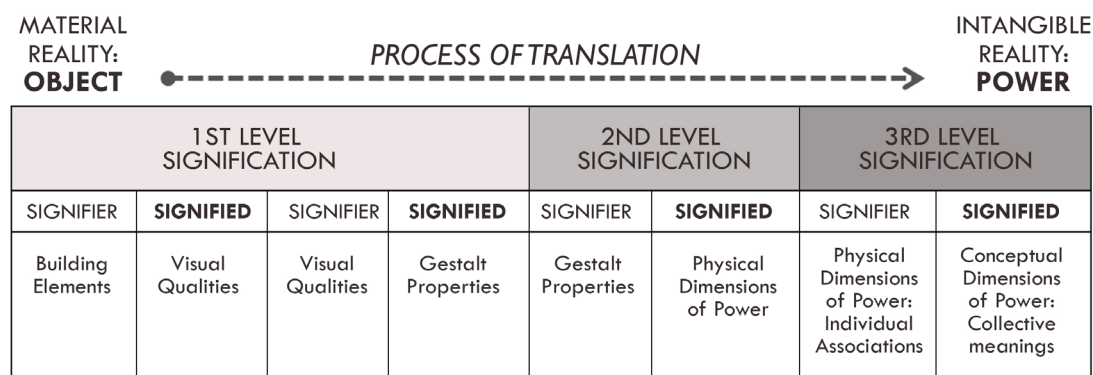 MATERIAL
REALITY:
OBJECT
PROCESS OF TRANSLATION
INTANGIBLE
REALITY:
POWER
1ST LEVEL
SIGNIFICATION
2ND LEVEL
SIGNIFICATION
3RD LEVEL
SIGNIFICATION
SIGNIFIER
SIGNIFIED
SIGNIFIER
SIGNIFIED
SIGNIFIER
SIGNIFIED
SIGNIFIER
SIGNIFIED
Building
Elements
Visual
Qualities
Visual
Qualities
Gestalt
Properties
Gestalt
Properties
Physical
Dimensions
of Power
Physical
Dimensions
of Power:
Individual
Associations
Conceptual
Dimensions
of Power:
Collective
meanings